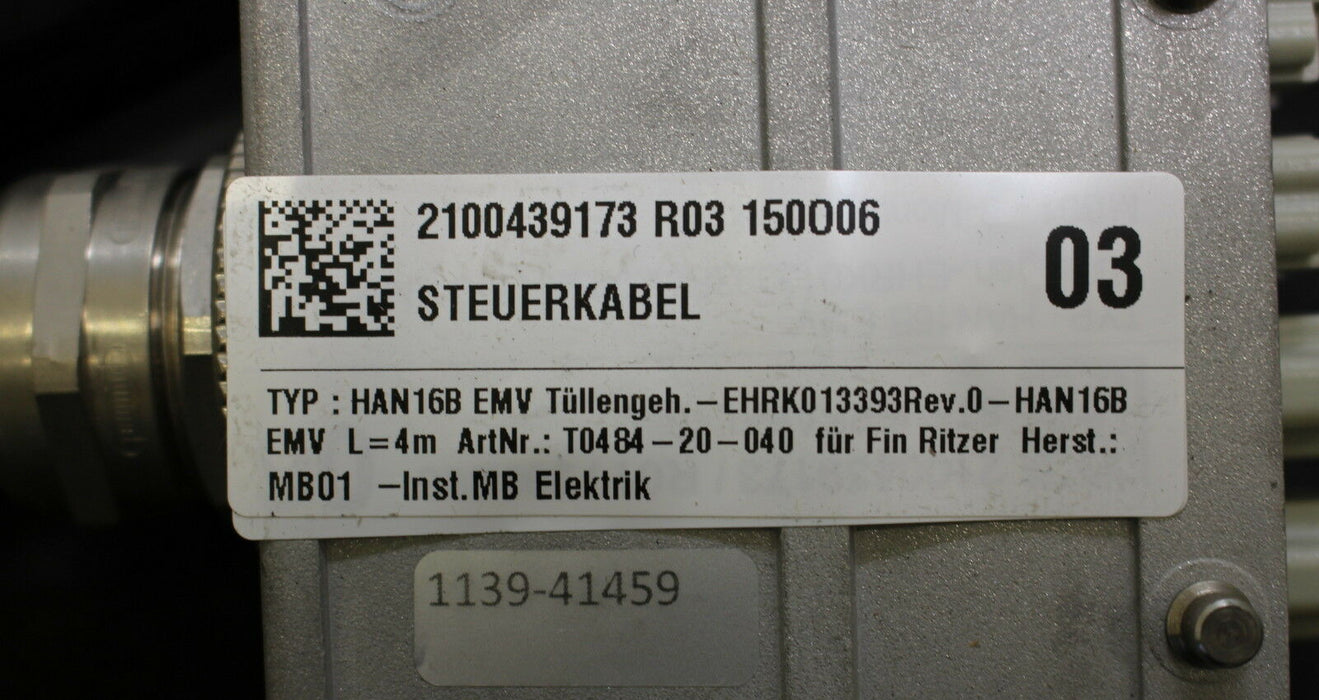 2100439173 R03 150006
03
STEUERKABEL
TYP : HAN16B EMV Tüllengeh.-EHRK013393Rev.0-HAN16B
EMV L=4m ArtNr.: T0484-20-040 für Fin Ritzer Herst.:
MB01 -Inst.MB Elektrik
1139-41459